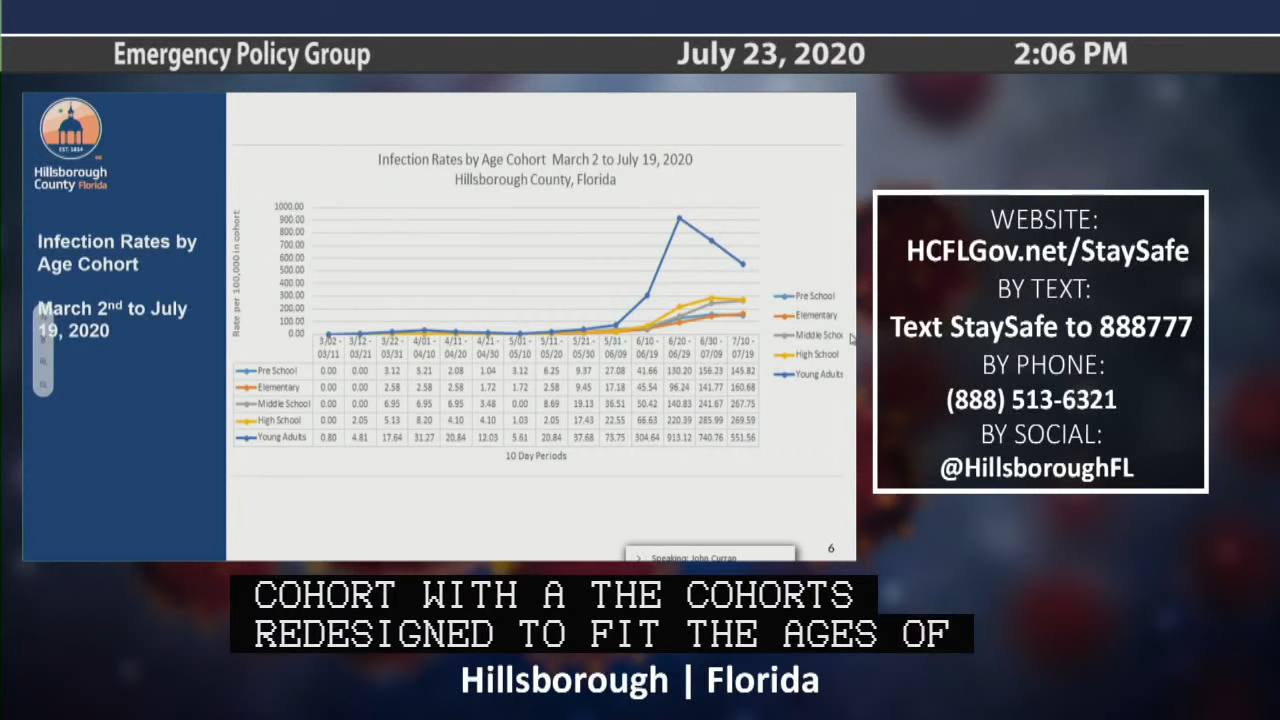 Emergency Policy Group July 23, 2020 2:06 PM
EST. 1834
Hillsborough
County Florida
Infection Rates by
Age Cohort
March 2nd to July
19, 2020
Infection Rates by Age Cohort March 2 to July 19, 2020
Hillsborough County, Florida
Rate per 100,000 in cohort
1000.00
900.00
800.00
700.00
600.00
500.00
400.00
300.00
200.00
100.00
0.00
Pre School
Elementary
Middle Schoo
High School
Young Adults
3/02 - 3/12 - 3/22 - 4/01 - 4/11 - 4/21 - 5/01 - 5/11 - 5/21 - 5/31 - 6/10 - 6/20 - 6/30 - 7/10 -
03/11 03/21 03/31 04/10 04/20 04/30 05/10 05/20 05/30 06/09 06/19 06/29 07/09 07/19
Pre School 0.00 0.00 3.12 5.21 2.08 1.04 3.12 6.25 9.37 27.08 41.66 130.20 156.23 145.82
Elementary 0.00 0.00 2.58 2.58 2.58 1.72 1.72 2.58 9.45 17.18 45.54 96.24 141.77 160.68
Middle School 0.00 0.00 6.95 6.95 6.95 3.48 0.00 8.69 19.13 36.51 50.42 140.83 241.67 267.75
High School 0.00 2.05 5.13 8.20 4.10 4.10 1.03 2.05 17.43 22.55 66.63 220.39 285.99 269.59
Young Adults 0.80 4.81 17.64 31.27 20.84 12.03 5.61 20.84 37.68 73.75 304.64 913.12 740.76 551.56
10 Day Periods
Speaking: John Curran
6
WEBSITE:
HCFLGov.net/StaySafe
BY TEXT:
Text StaySafe to 888777
BY PHONE:
(888) 513-6321
BY SOCIAL:
@HillsboroughFL
COHORT WITH A THE COHORTS
REDESIGNED TO FIT THE AGES OF
Hillsborough | Florida